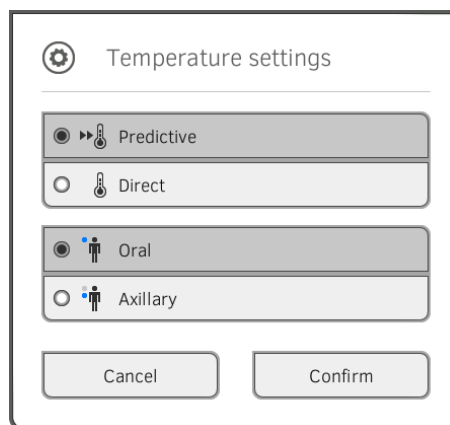 Temperature settings
Predictive
Direct
Oral
Axillary
Cancel
Confirm